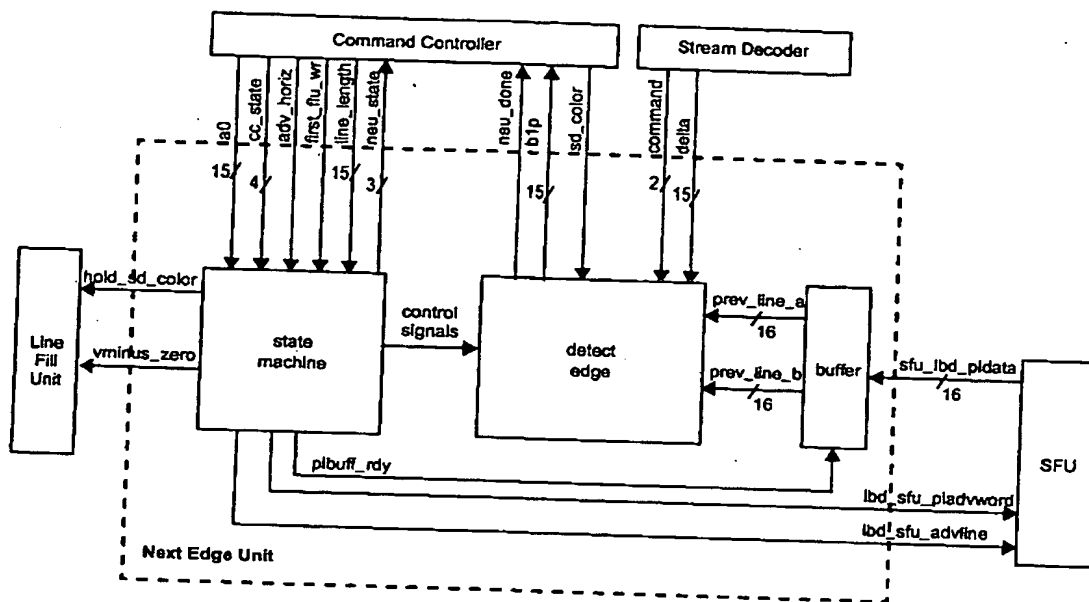 Command Controller
Stream Decoder
a0
cc_state
adv_horiz
first_flu_wr
line_length
neu_state
neu_done
b1p
sd_color
command
delta
15
4
15
3
15
2
15
hold_sd_color
vminus_zero
Line
Fill
Unit
state
machine
control
signals
detect
edge
prev_line_a
16
prev_line_b
16
buffer
sfu_lbd_pldata
16
SFU
plbuff_rdy
lbd_sfu_pladvword
lbd_sfu_advline
Next Edge Unit